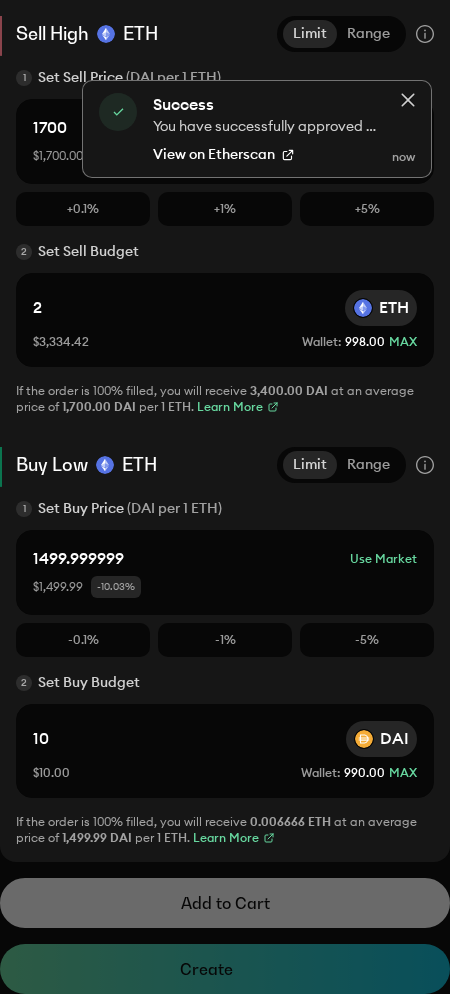 Sell High ETH
Limit Range
1 Set Sell Price (DAI per 1 ETH)
Success
You have successfully approved ...
View on Etherscan
now
1700
$1,700.00
+0.1% +1% +5%
2 Set Sell Budget
2 ETH
$3,334.42 Wallet: 998.00 MAX
If the order is 100% filled, you will receive 3,400.00 DAI at an average
price of 1,700.00 DAI per 1 ETH. Learn More
Buy Low ETH
Limit Range
1 Set Buy Price (DAI per 1 ETH)
1499.999999 Use Market
$1,499.99 -10.03%
-0.1% -1% -5%
2 Set Buy Budget
10 DAI
$10.00 Wallet: 990.00 MAX
If the order is 100% filled, you will receive 0.006666 ETH at an average
price of 1,499.99 DAI per 1 ETH. Learn More
Add to Cart
Create